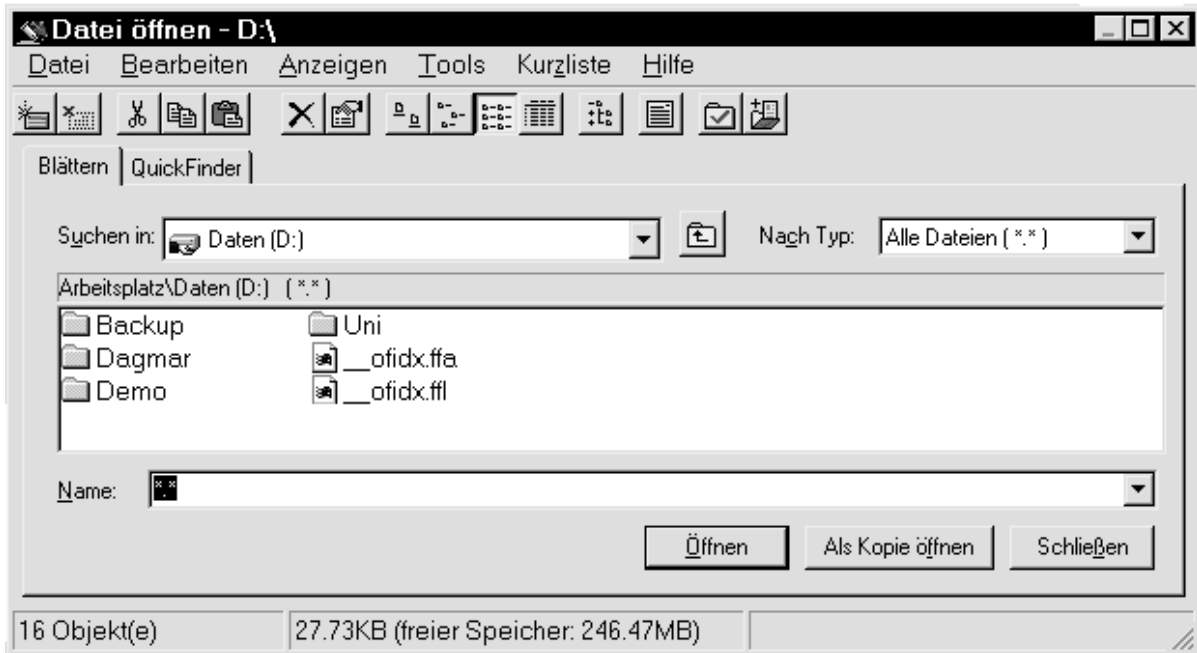 Datei öffnen - D:\
Datei Bearbeiten Anzeigen Tools Kurzliste Hilfe
Blättern QuickFinder
Suchen in: Daten (D:) Nach Typ: Alle Dateien ( *.* )
Arbeitsplatz\Daten (D:) ( *.* )
Backup Uni
Dagmar __ofidx.ffa
Demo __ofidx.ffl
Name: *.*
Öffnen Als Kopie öffnen Schließen
16 Objekt(e) 27.73KB (freier Speicher: 246.47MB)